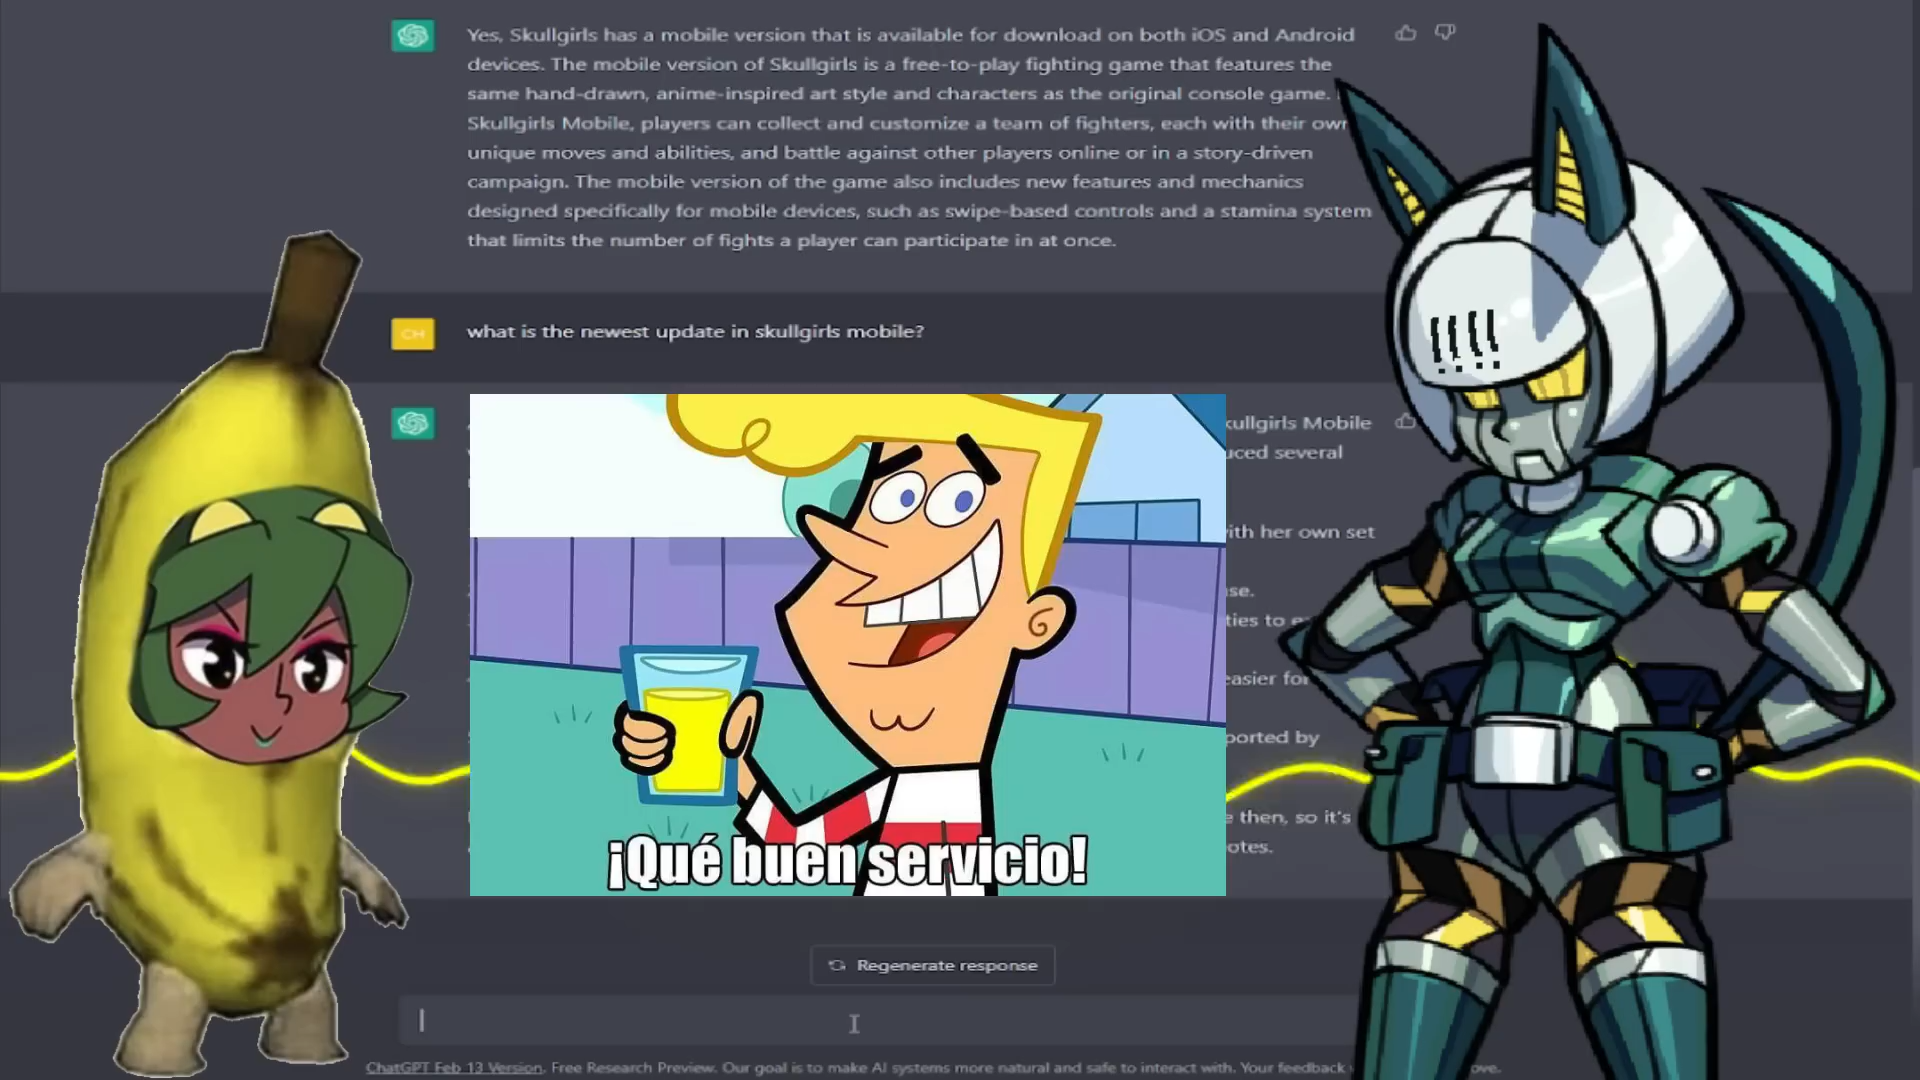 Yes, Skullgirls has a mobile version that is available for download on both iOS and Android
devices. The mobile version of Skullgirls is a free-to-play fighting game that features the
same hand-drawn, anime-inspired art style and characters as the original console game.
Skullgirls Mobile, players can collect and customize a team of fighters, each with their own
unique moves and abilities, and battle against other players online or in a story-driven
campaign. The mobile version of the game also includes new features and mechanics
designed specifically for mobile devices, such as swipe-based controls and a stamina system
that limits the number of fights a player can participate in at once.
!!!!
CH
what is the newest update in skullgirls mobile?
Mobile
several
with her own set
ties to
easier for
by
then, so it's
¡Qué buen servicio!
Regenerate response
ChatGPT Feb 13 Version. Free Research Preview. Our goal is to make AI systems more natural and safe to interact with. Your feedback